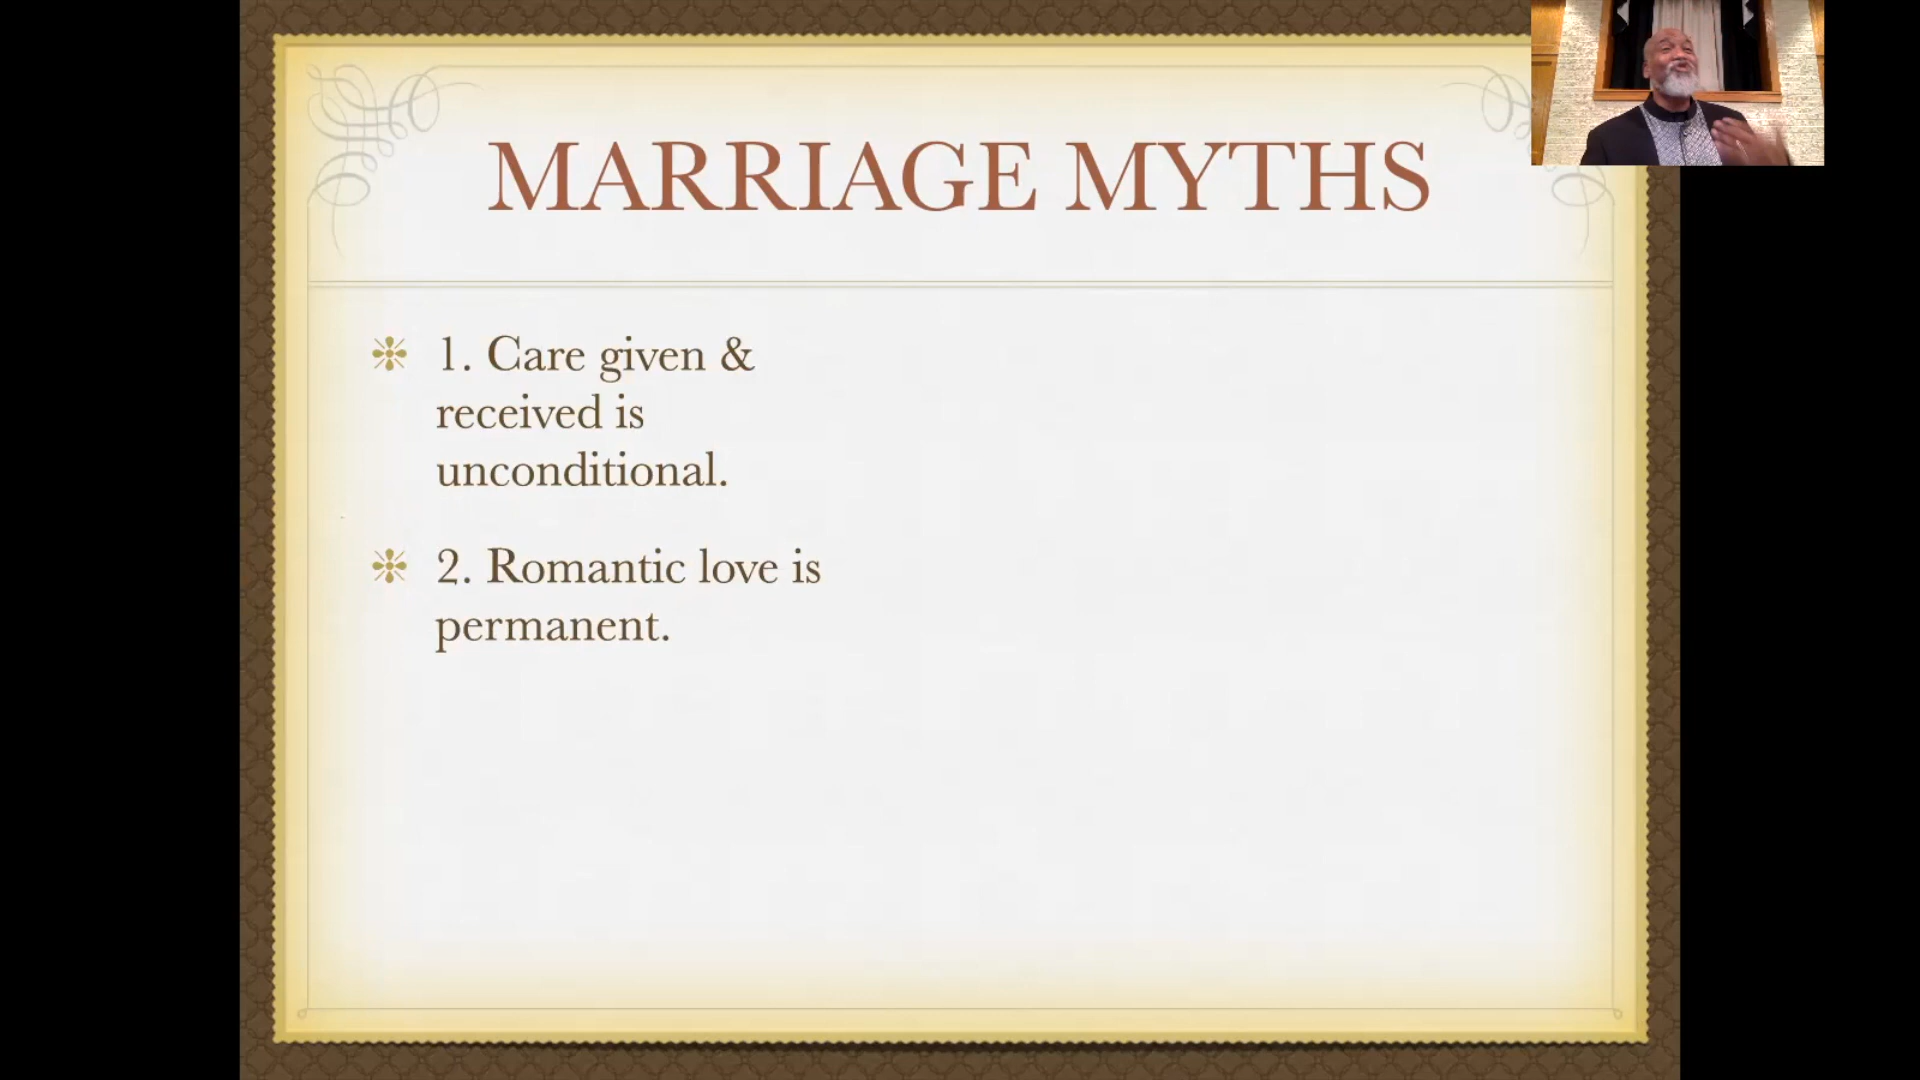 MARRIAGE MYTHS
1. Care given &
received is
unconditional.
2. Romantic love is
permanent.